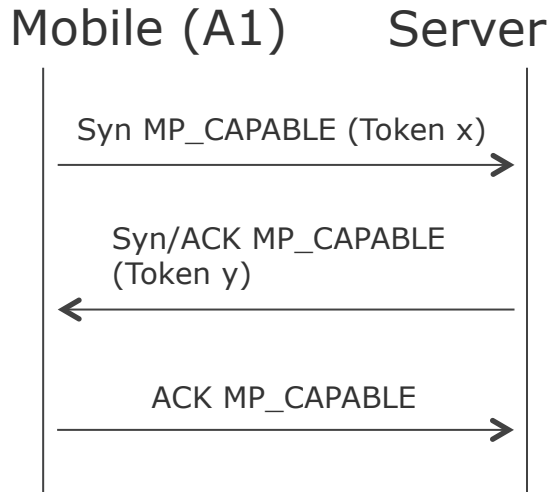 Mobile (A1) Server
Syn MP_CAPABLE (Token x)
Syn/ACK MP_CAPABLE
(Token y)
ACK MP_CAPABLE